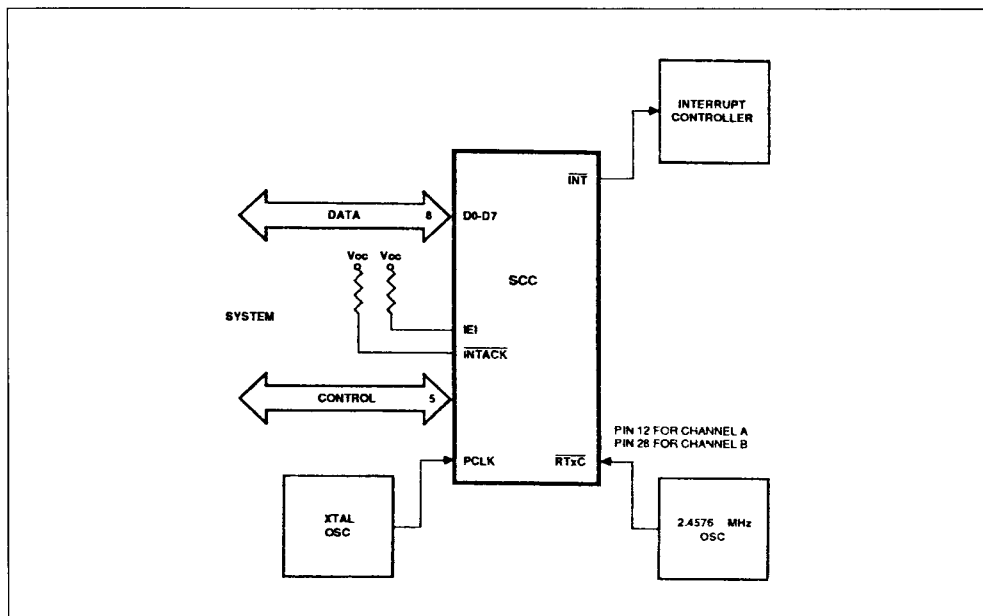 INTERRUPT
CONTROLLER
INT
DATA 8 D0-D7
Vcc Vcc
SCC
SYSTEM
IEI
INTACK
CONTROL 5
PIN 12 FOR CHANNEL A
PIN 28 FOR CHANNEL B
PCLK
RTxC
XTAL
OSC
2.4576 MHz
OSC